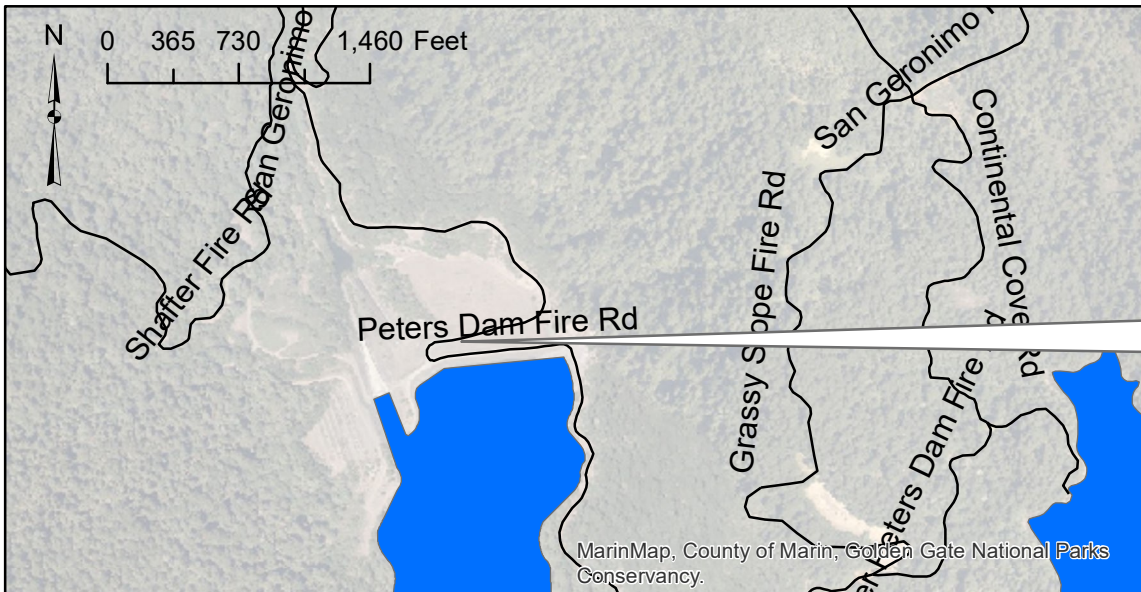 N
0 365 730 1,460 Feet
San Geronimo
San Geronimo
Shafter Fire Rd
Continental Cove
Rd
Grassy Slope Fire Rd
Peters Dam Fire Rd
Peters Dam Fire
MarinMap, County of Marin, Golden Gate National Parks
Conservancy.